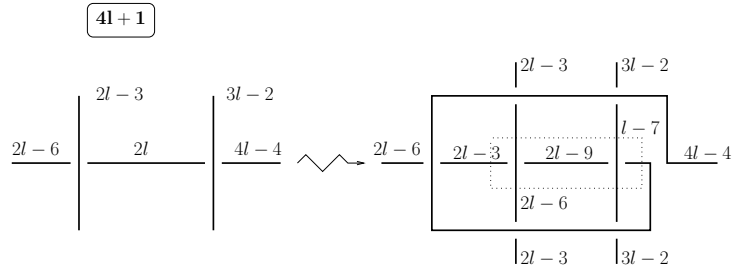 4l + 1
2l − 3
3l − 2
2l − 6
2l
4l − 4
2l − 3
3l − 2
l − 7
2l − 6
2l − 3
2l − 9
4l − 4
2l − 6
2l − 3
3l − 2